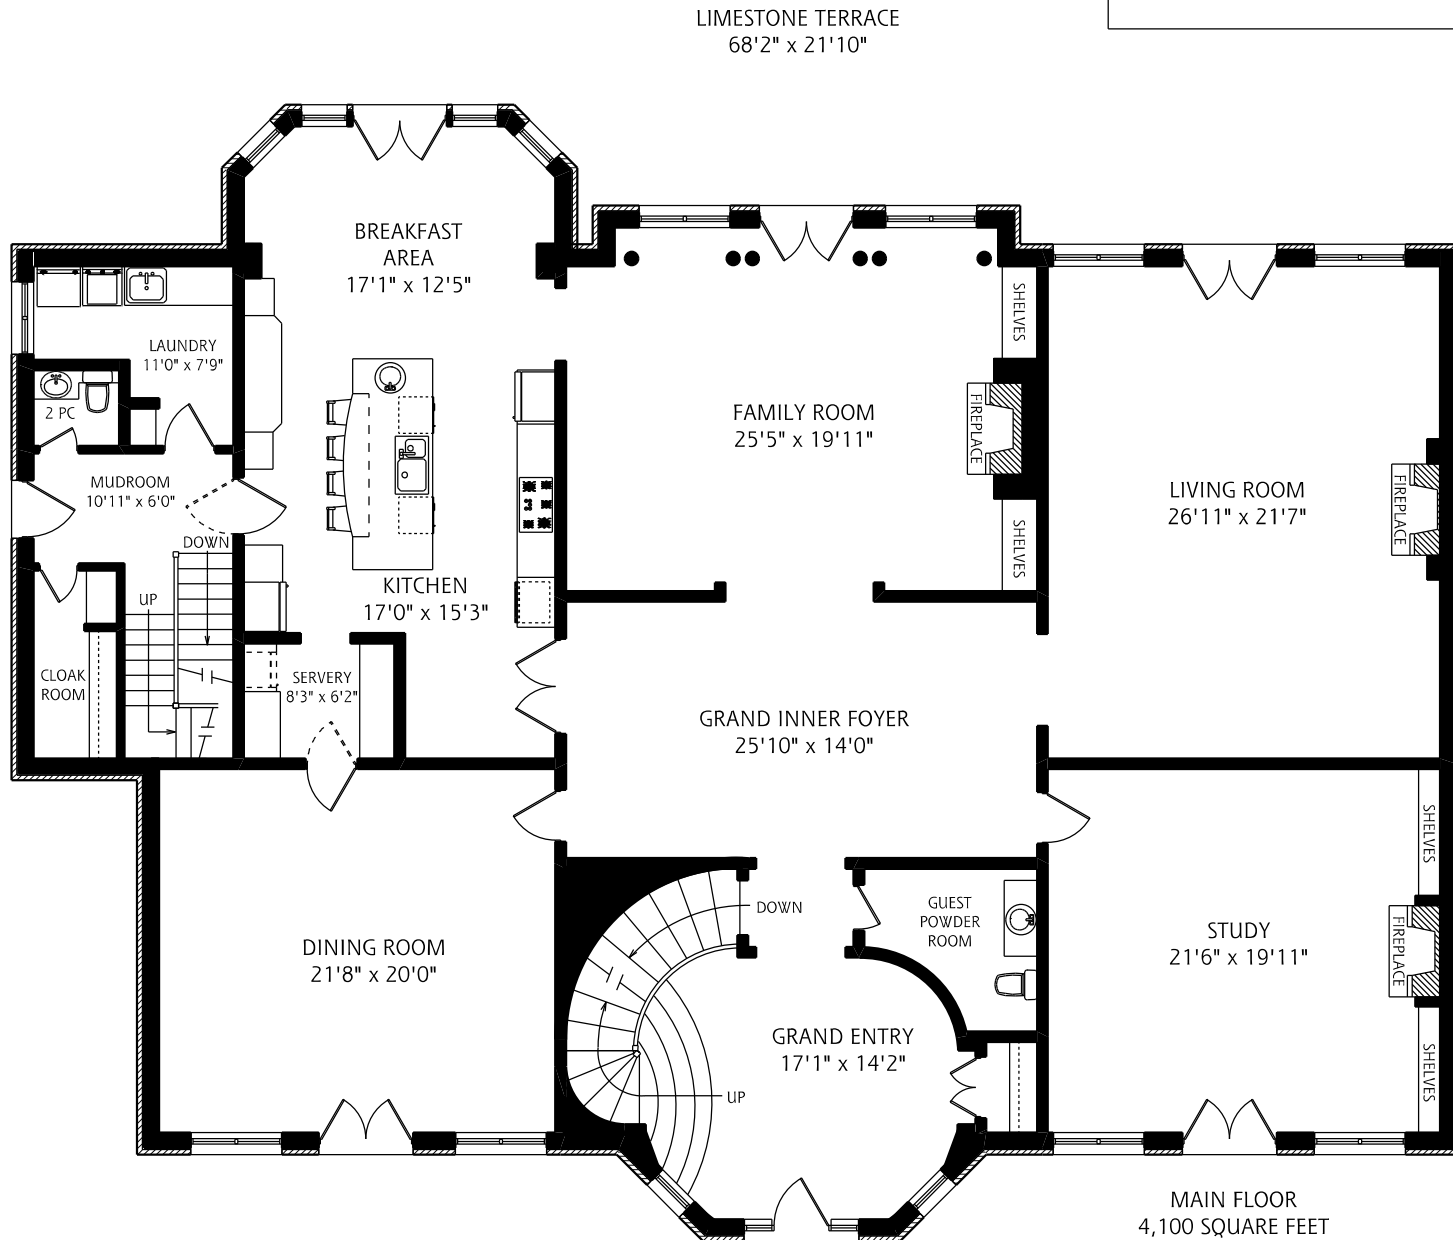 LIMESTONE TERRACE
68'2" x 21'10"
BREAKFAST
AREA
17'1" x 12'5"
SHELVES
LAUNDRY
11'0" x 7'9"
2 PC
FAMILY ROOM
25'5" x 19'11"
FIREPLACE
MUDROOM
10'11" x 6'0"
LIVING ROOM
26'11" x 21'7"
FIREPLACE
DOWN
SHELVES
KITCHEN
17'0" x 15'3"
UP
CLOAK
ROOM
SERVERY
8'3" x 6'2"
GRAND INNER FOYER
25'10" x 14'0"
SHELVES
DOWN
GUEST
POWDER
ROOM
DINING ROOM
21'8" x 20'0"
STUDY
21'6" x 19'11"
FIREPLACE
GRAND ENTRY
17'1" x 14'2"
SHELVES
UP
MAIN FLOOR
4,100 SQUARE FEET